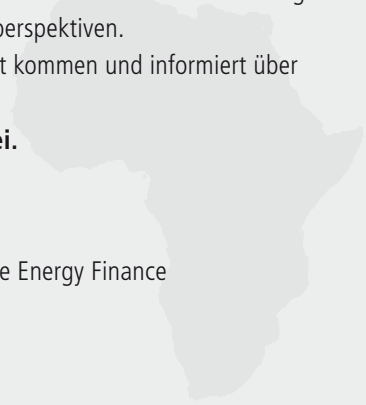 perspektiven.
t kommen und informiert über
ei.
e Energy Finance